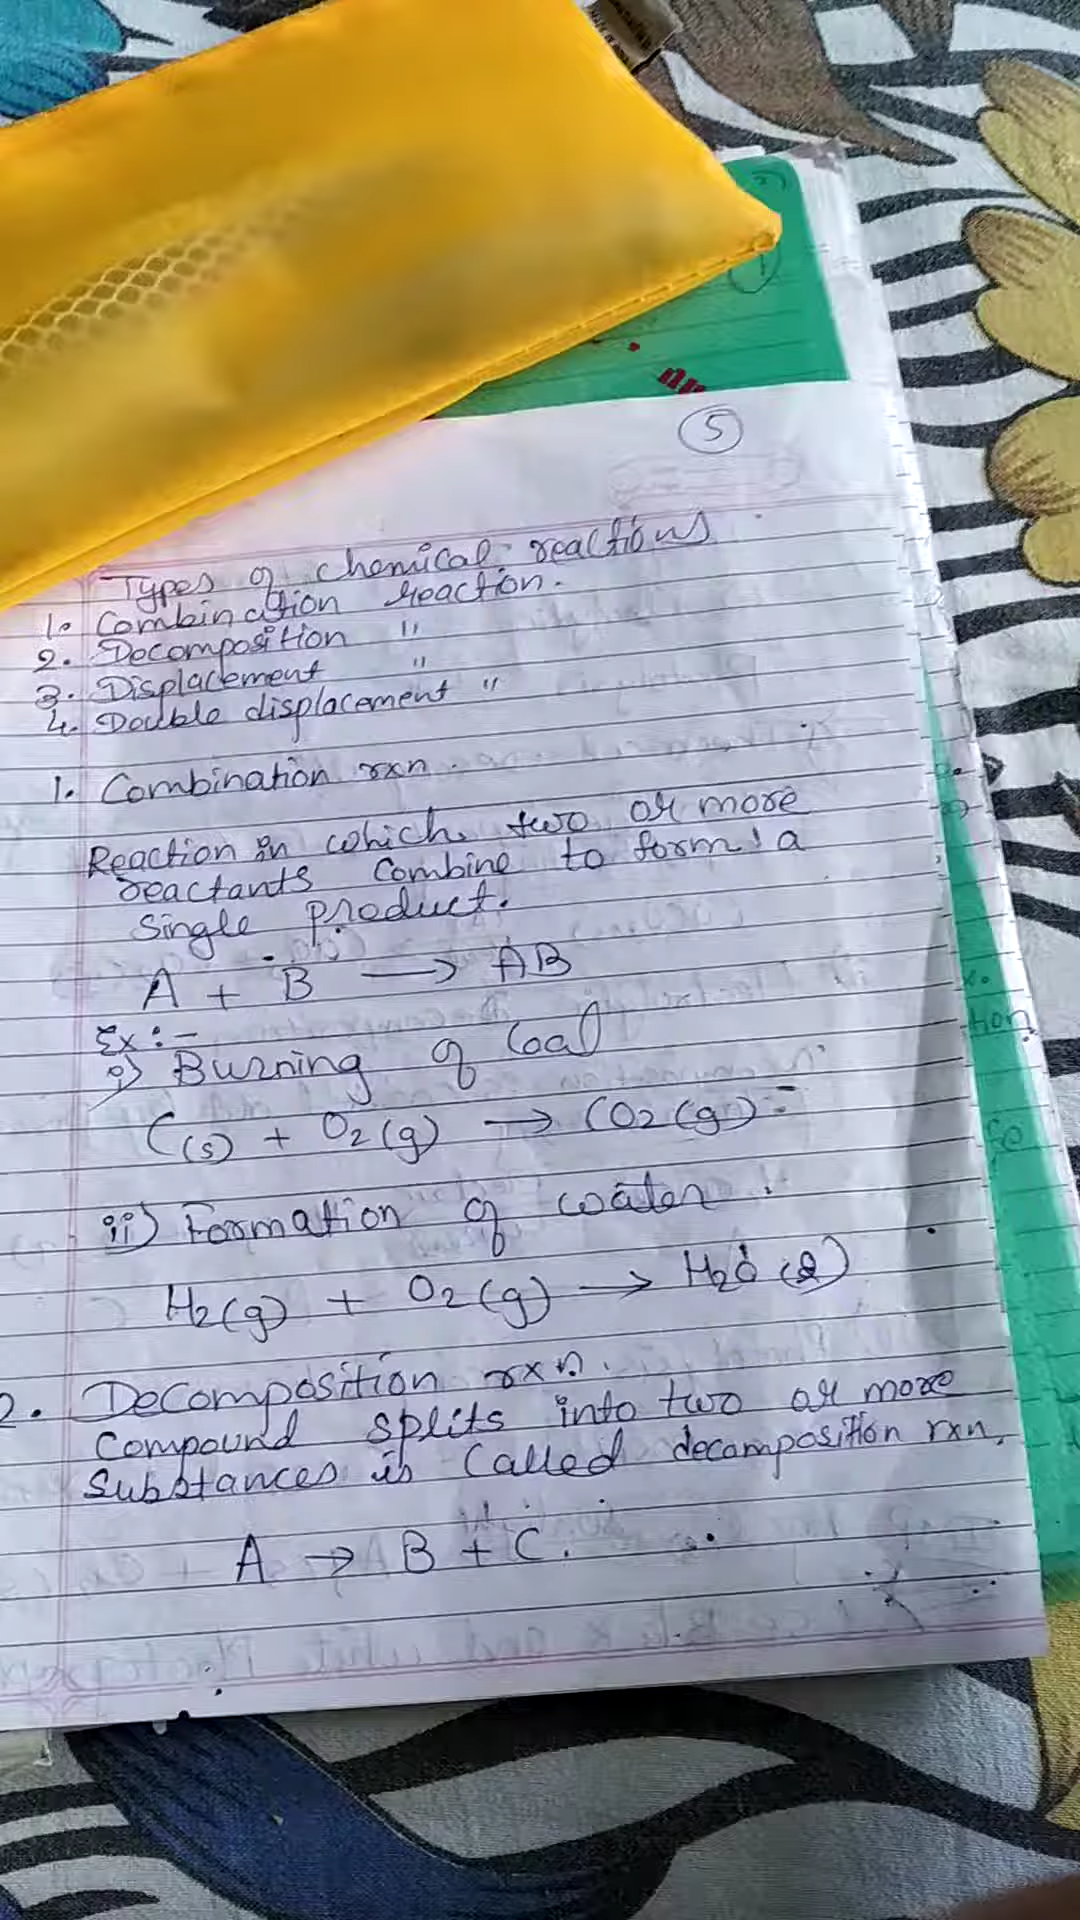 5
Types of chemical reactions
1. Combination reaction.
2. Decomposition "
3. Displacement "
4. Double displacement "
1. Combination rxn.
Reaction in which two or more
reactants combine to form a
single product.
A + B → AB
Ex:-
i) Burning of Coal
C(s) + O2(g) → CO2(g)
ii) Formation of water.
H2(g) + O2(g) → H2O(l)
2. Decomposition rxn.
Compound splits into two or more
Substances is Called decomposition rxn.
A → B + C.